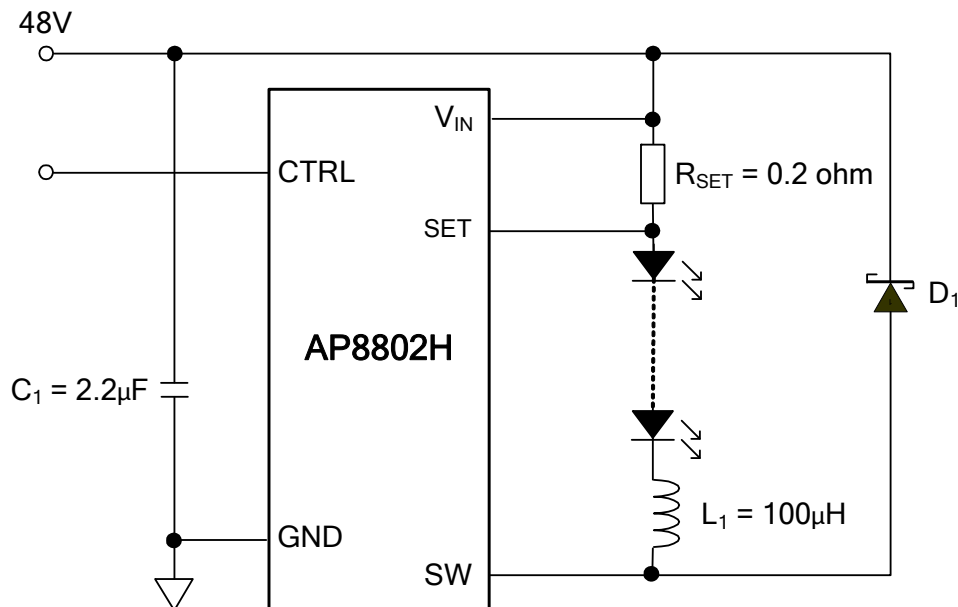 48V
V_IN
CTRL
R_SET = 0.2 ohm
SET
D_1
AP8802H
C_1 = 2.2µF
L_1 = 100µH
GND
SW